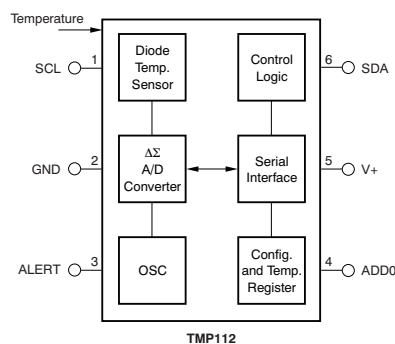 Temperature
SCL
1
Diode
Temp.
Sensor
Control
Logic
6
SDA
GND
2
ΔΣ
A/D
Converter
Serial
Interface
5
V+
ALERT
3
OSC
Config.
and Temp.
Register
4
ADD0
TMP112